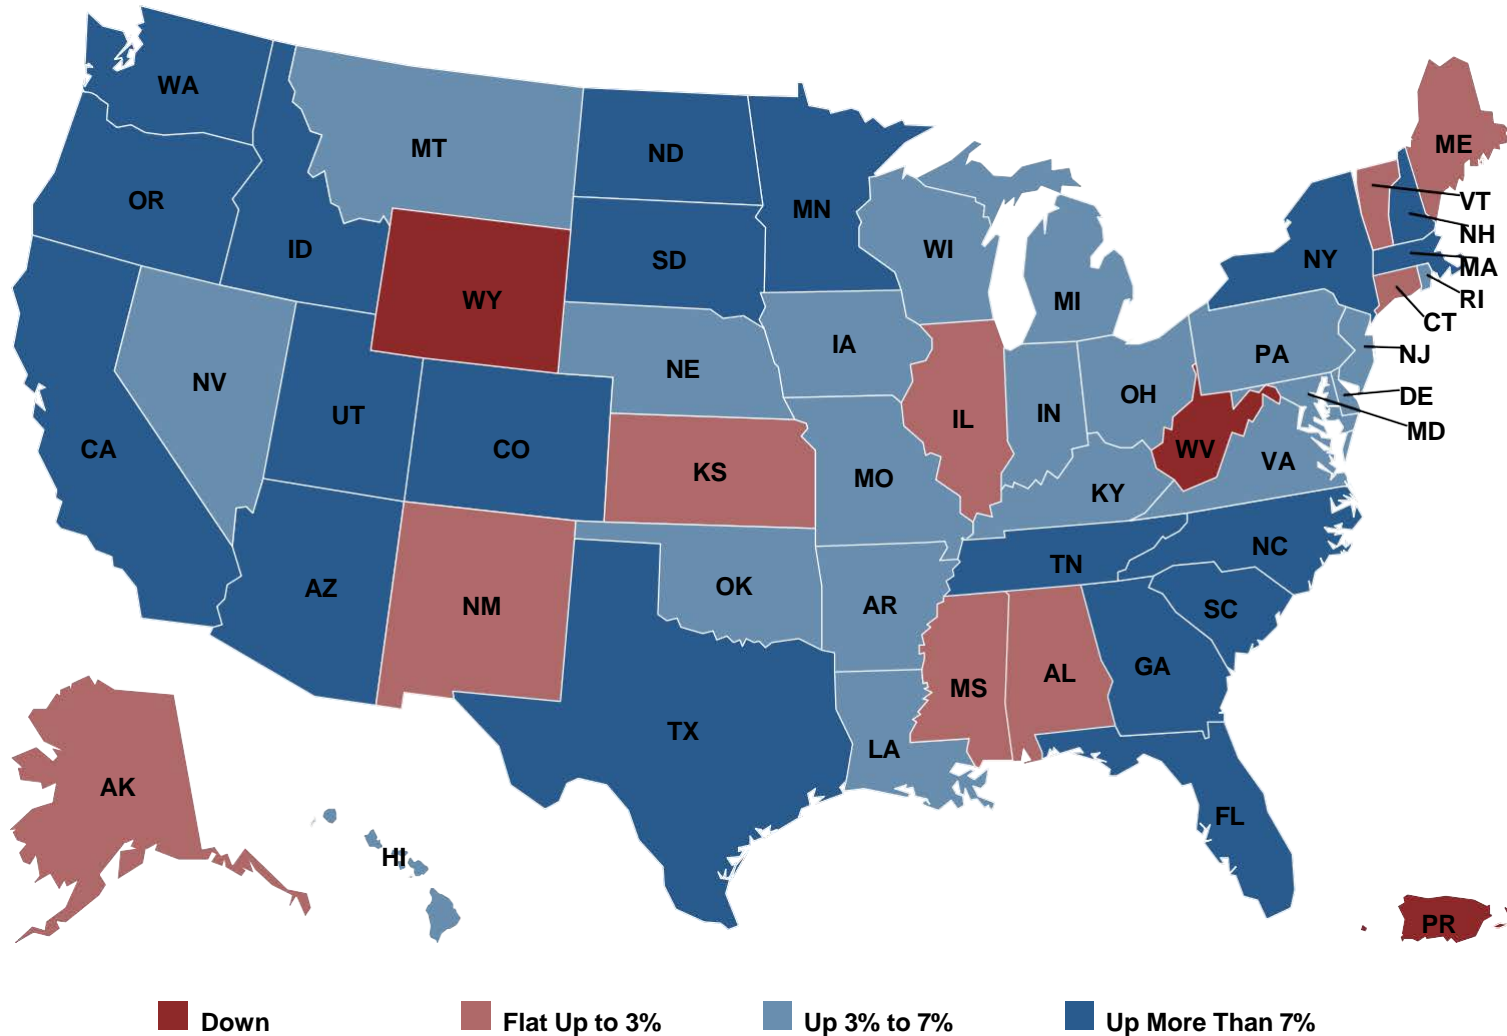 WA
MT
ND
ME
OR
MN
VT
NH
ID
WI
SD
NY
MA
WY
MI
RI
CT
IA
PA
NJ
NE
NV
OH
DE
UT
IN
IL
MD
CA
CO
WV
VA
KS
MO
KY
NC
TN
AZ
OK
NM
AR
SC
GA
AL
MS
TX
LA
AK
FL
HI
PR
Down
Flat Up to 3%
Up 3% to 7%
Up More Than 7%